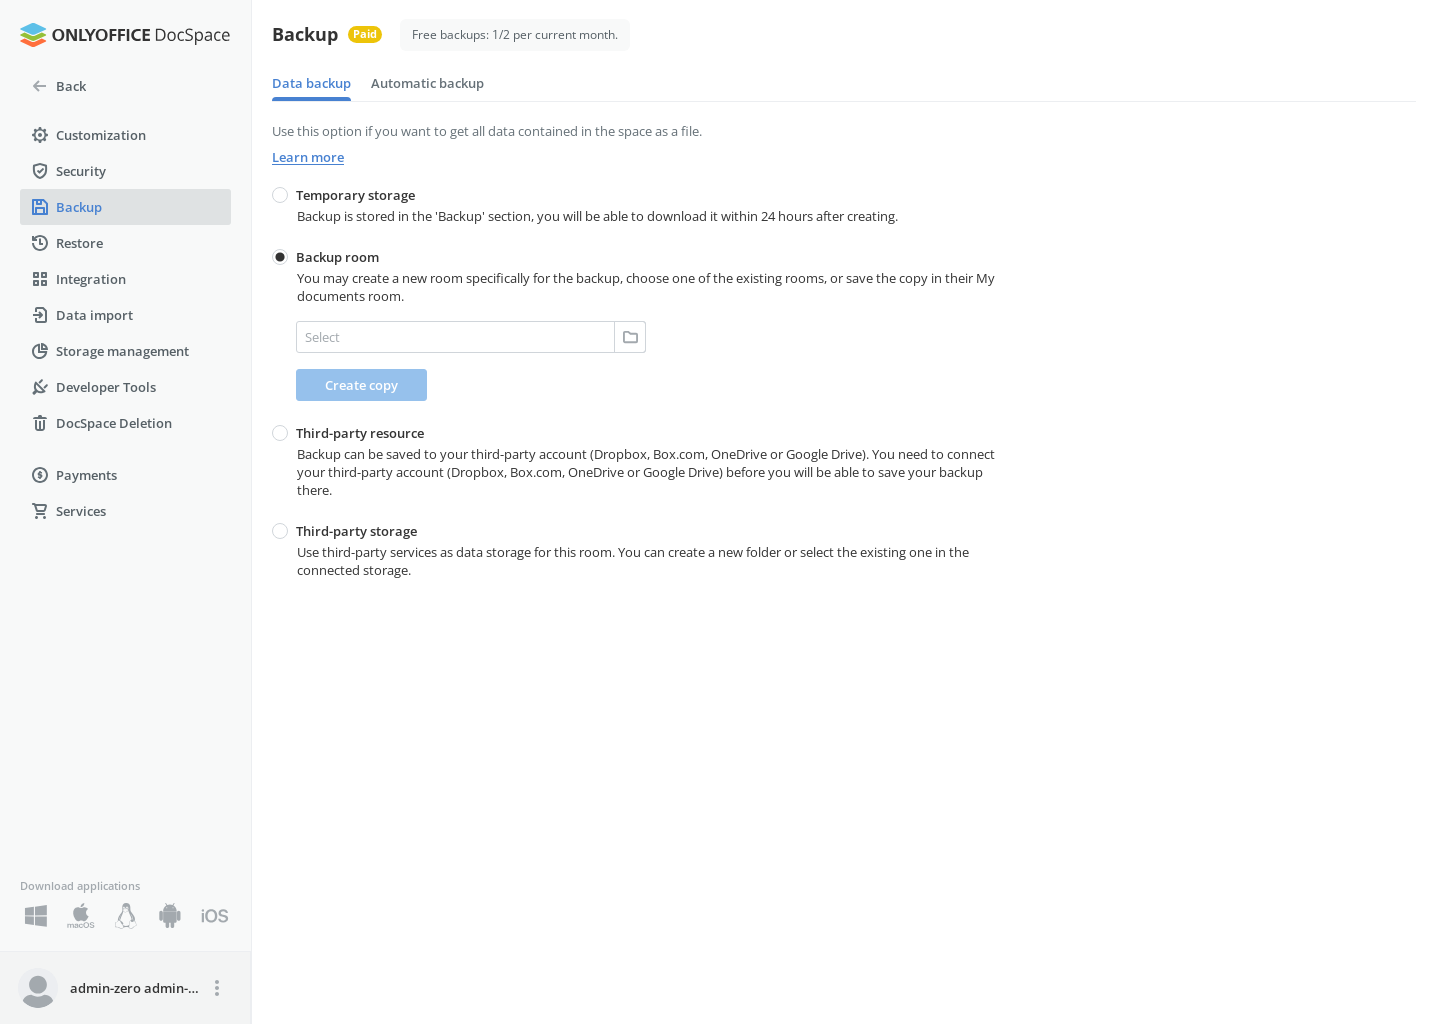 ONLYOFFICE DocSpace
Back
Customization
Security
Backup
Restore
Integration
Data import
Storage management
Developer Tools
DocSpace Deletion
Payments
Services
Download applications
macOS
iOS
admin-zero admin-...
Backup
Paid
Free backups: 1/2 per current month.
Data backup
Automatic backup
Use this option if you want to get all data contained in the space as a file.
Learn more
Temporary storage
Backup is stored in the 'Backup' section, you will be able to download it within 24 hours after creating.
Backup room
You may create a new room specifically for the backup, choose one of the existing rooms, or save the copy in their My
documents room.
Select
Create copy
Third-party resource
Backup can be saved to your third-party account (Dropbox, Box.com, OneDrive or Google Drive). You need to connect
your third-party account (Dropbox, Box.com, OneDrive or Google Drive) before you will be able to save your backup
there.
Third-party storage
Use third-party services as data storage for this room. You can create a new folder or select the existing one in the
connected storage.